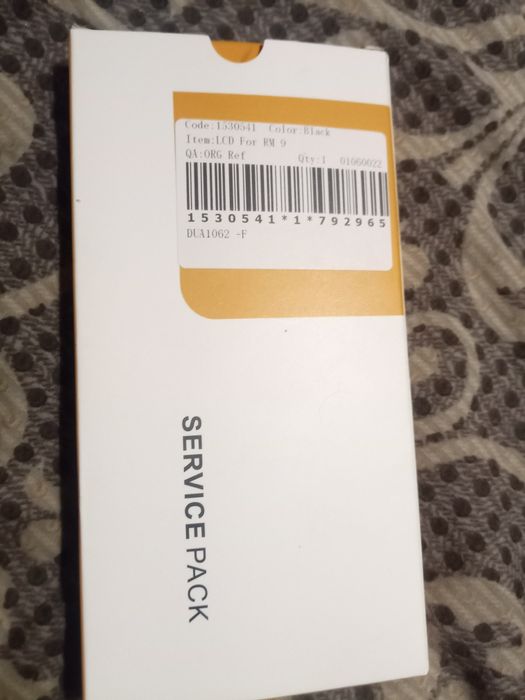 Code:1530541 Color:Black
Item:LCD For RM 9
QA:ORG Ref Qty:1 01060022
1530541*1*792965
DUA1062 -F
SERVICE PACK